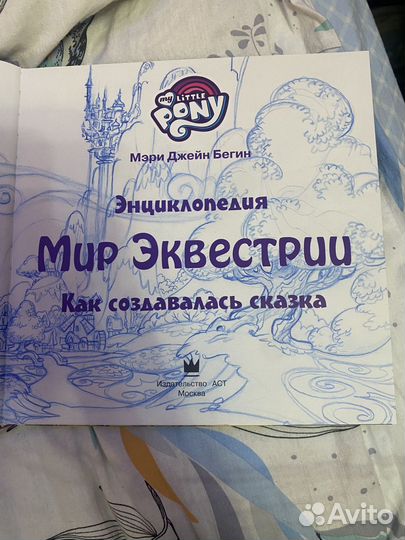 my LITTLE
PONY
Мэри Джейн Бегин
Энциклопедия
Мир Эквестрии
Как создавалась сказка
Издательство АСТ
Москва
Avito